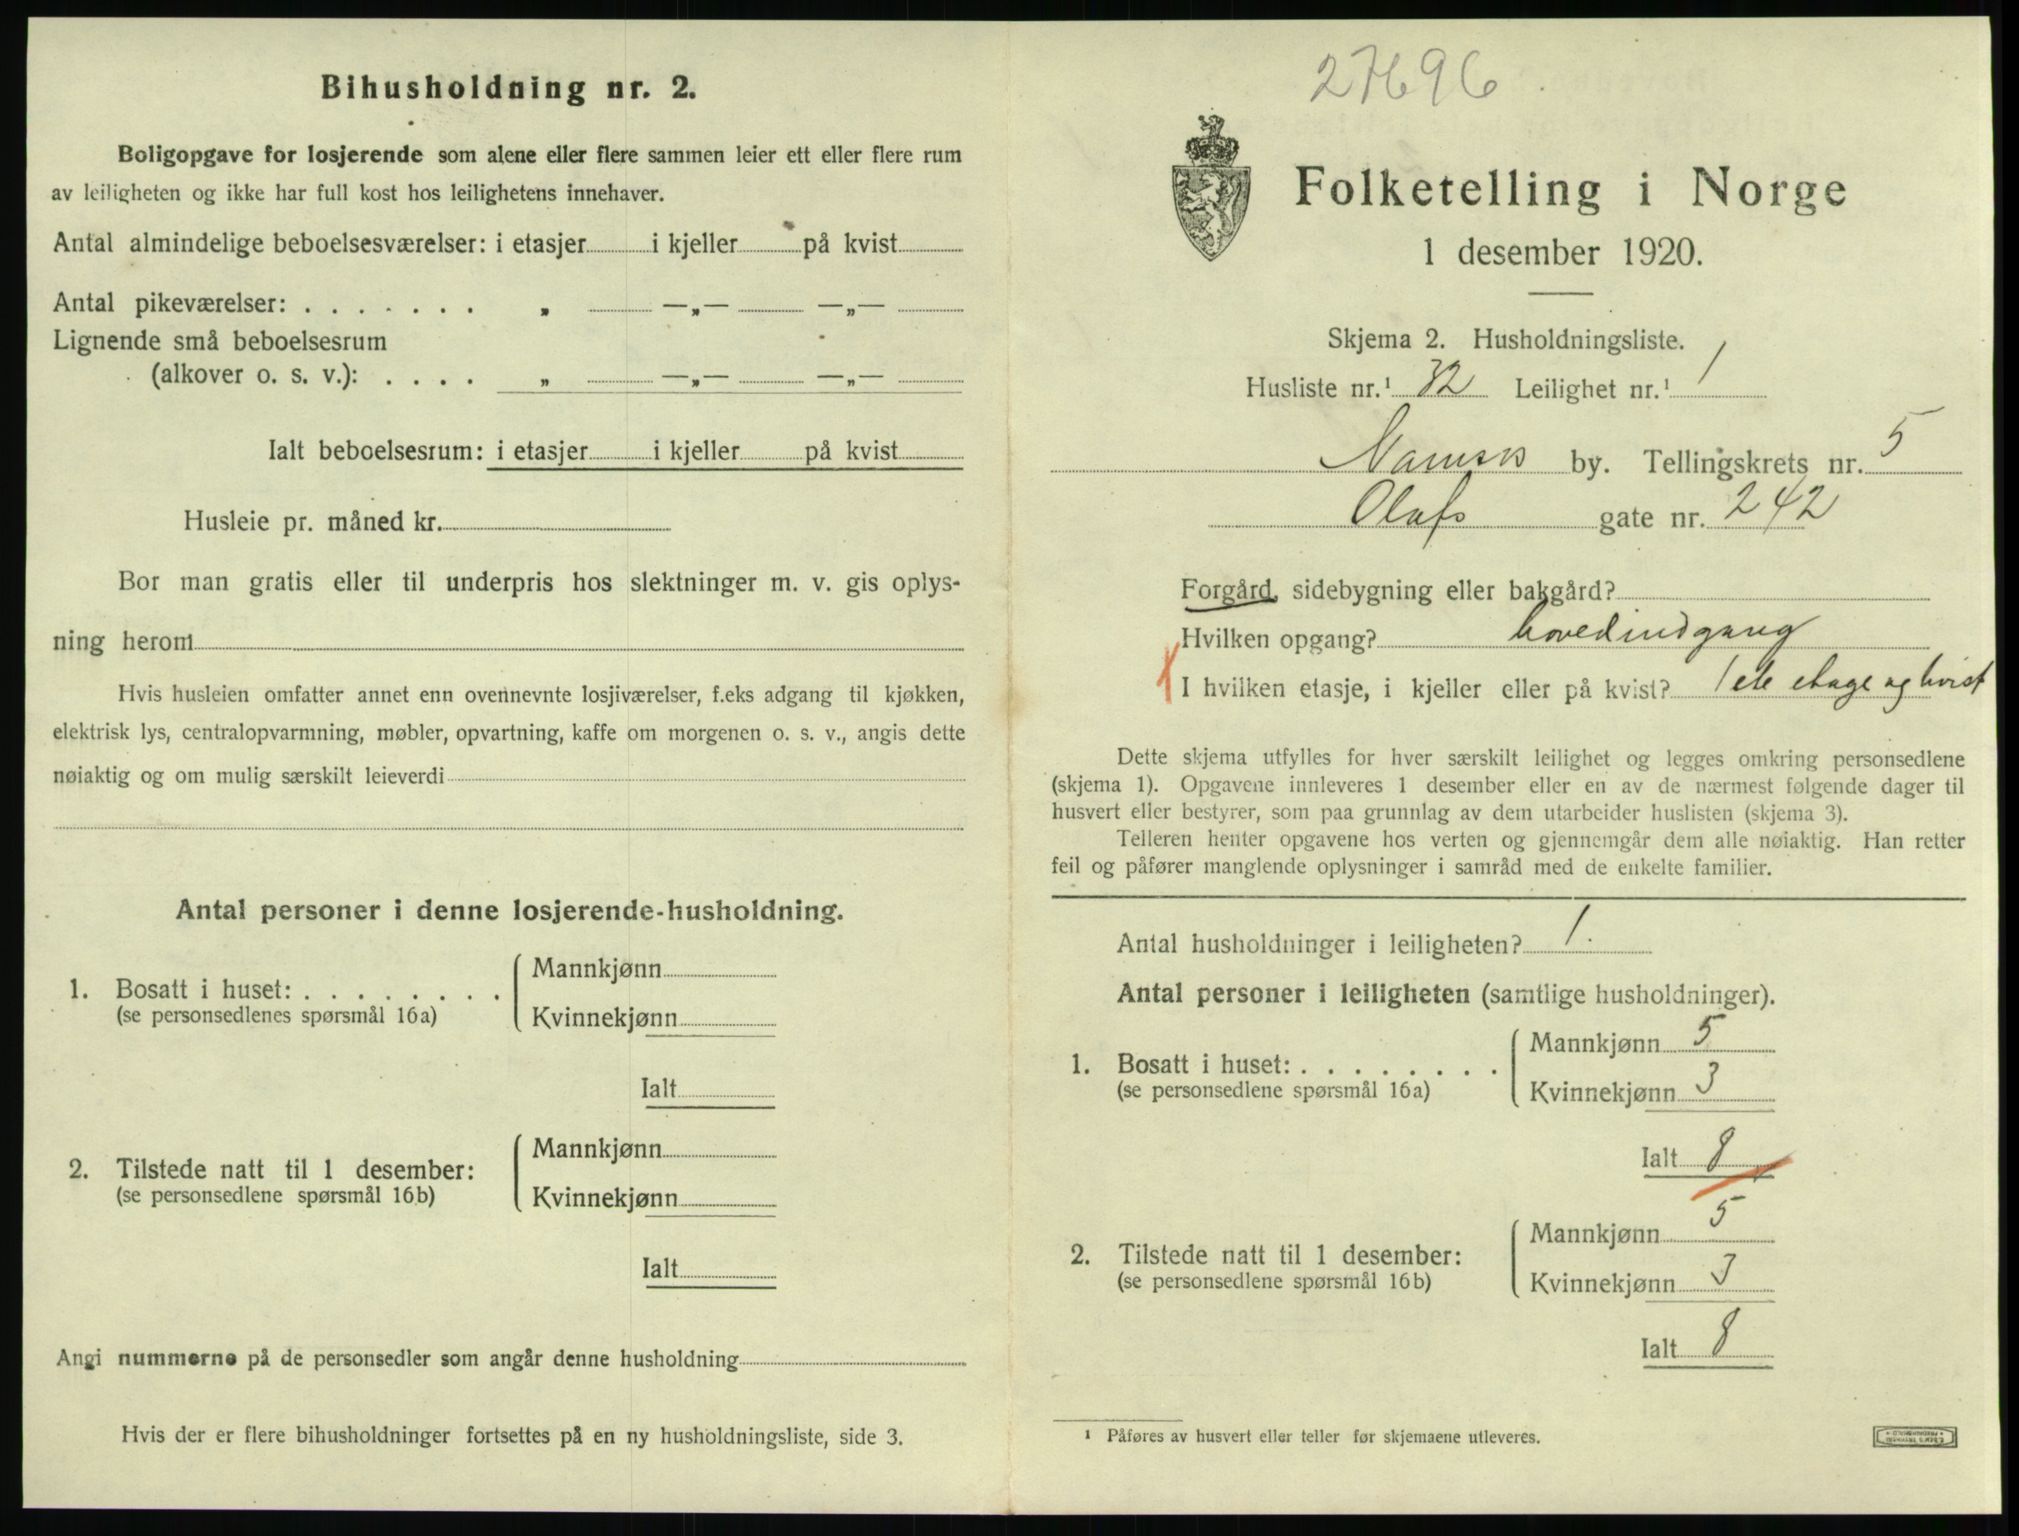 Bihusholdning nr. 2.
Boligopgave for losjerende som alene eller flere sammen leier ett eller flere rum
av leiligheten og ikke har full kost hos leilighetens innehaver.
Antal almindelige beboelsesværelser: i etasjer i kjeller på kvist
Antal pikeværelser: . . . . . . . „ —„— —„—
Lignende små beboelsesrum
(alkover o. s. v.): . . . . „ —„— —„—
Ialt beboelsesrum: i etasjer i kjeller på kvist
Husleie pr. måned kr.
Bor man gratis eller til underpris hos slektninger m. v. gis oplys-
ning herom
Hvis husleien omfatter annet enn ovennevnte losjiværelser, f.eks adgang til kjøkken,
elektrisk lys, centralopvarmning, møbler, opvartning, kaffe om morgenen o. s. v., angis dette
nøiaktig og om mulig særskilt leieverdi
Antal personer i denne losjerende-husholdning.
1. Bosatt i huset: . . . . . . . . Mannkjønn
(se personsedlenes spørsmål 16a) Kvinnekjønn
Ialt
2. Tilstede natt til 1 desember: Mannkjønn
(se personsedlene spørsmål 16b) Kvinnekjønn
Ialt
Angi nummerne på de personsedler som angår denne husholdning
Hvis der er flere bihusholdninger fortsettes på en ny husholdningsliste, side 3.
27696
Folketelling i Norge
1 desember 1920.
Skjema 2. Husholdningsliste.
Husliste nr.¹ 32 Leilighet nr.¹ 1
Namsos by. Tellingskrets nr. 5
Olafs gate nr. 242
Forgård, sidebygning eller bakgård?
Hvilken opgang? hovedindgang
I hvilken etasje, i kjeller eller på kvist? 1ste etage og kvist
Dette skjema utfylles for hver særskilt leilighet og legges omkring personsedlene
(skjema 1). Opgavene innleveres 1 desember eller en av de nærmest følgende dager til
husvert eller bestyrer, som paa grunnlag av dem utarbeider huslisten (skjema 3).
Telleren henter opgavene hos verten og gjennemgår dem alle nøiaktig. Han retter
feil og påfører manglende oplysninger i samråd med de enkelte familier.
Antal husholdninger i leiligheten? 1.
Antal personer i leiligheten (samtlige husholdninger).
1. Bosatt i huset: . . . . . . . . Mannkjønn 5
(se personsedlene spørsmål 16a) Kvinnekjønn 3
Ialt 8
2. Tilstede natt til 1 desember: Mannkjønn 5
(se personsedlene spørsmål 16b) Kvinnekjønn 3
Ialt 8
¹ Påføres av husvert eller teller før skjemaene utleveres.